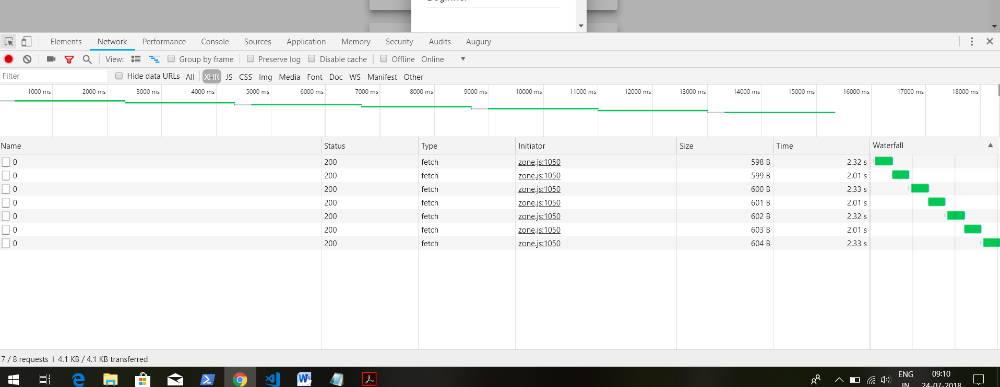 Beginner
Elements Network Performance Console Sources Application Memory Security Audits Augury
View: Group by frame Preserve log Disable cache Offline Online
Filter Hide data URLs All XHR JS CSS Img Media Font Doc WS Manifest Other
1000 ms 2000 ms 3000 ms 4000 ms 5000 ms 6000 ms 7000 ms 8000 ms 9000 ms 10000 ms 11000 ms 12000 ms 13000 ms 14000 ms 15000 ms 16000 ms 17000 ms 18000 ms
Name Status Type Initiator Size Time Waterfall
0 200 fetch zone.js:1050 598 B 2.32 s
0 200 fetch zone.js:1050 599 B 2.01 s
0 200 fetch zone.js:1050 600 B 2.33 s
0 200 fetch zone.js:1050 601 B 2.01 s
0 200 fetch zone.js:1050 602 B 2.32 s
0 200 fetch zone.js:1050 603 B 2.01 s
0 200 fetch zone.js:1050 604 B 2.33 s
7 / 8 requests | 4.1 KB / 4.1 KB transferred
ENG 09:10
IN 24-07-2018